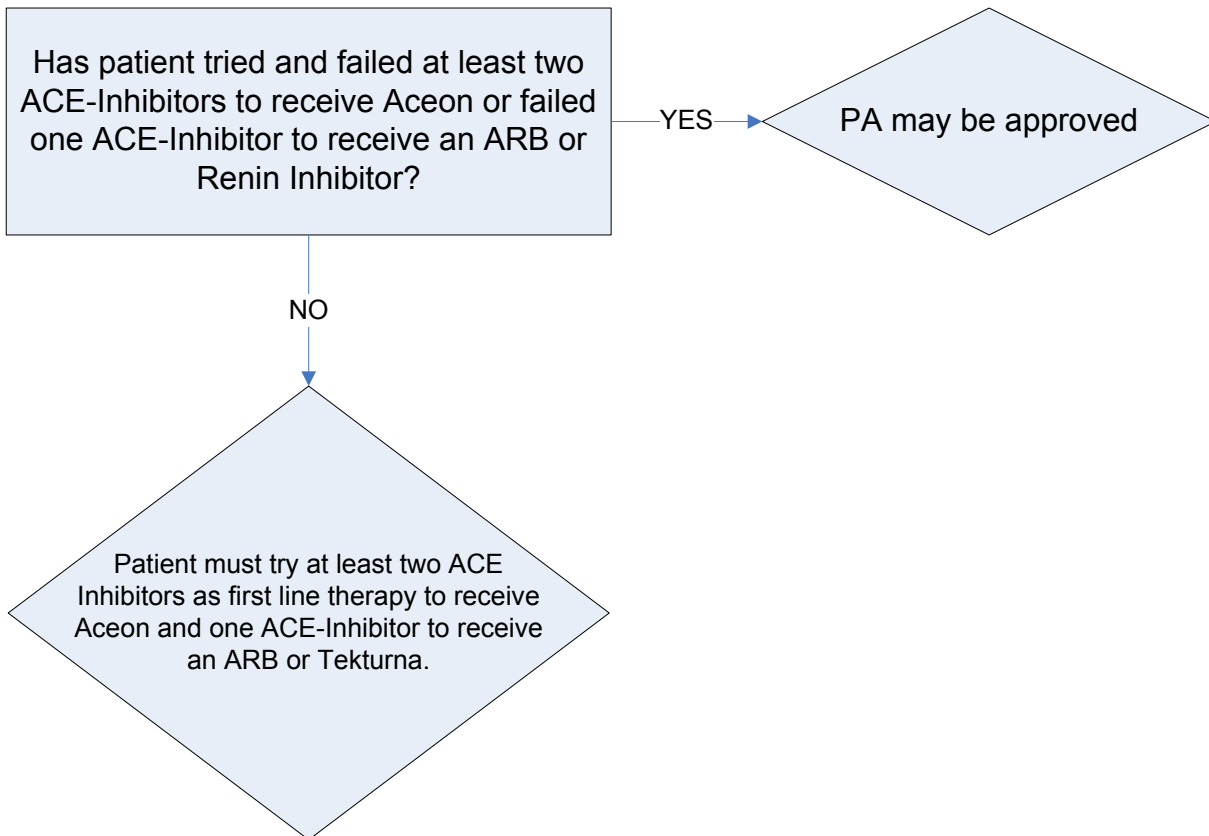 Has patient tried and failed at least two
ACE-Inhibitors to receive Aceon or failed
one ACE-Inhibitor to receive an ARB or
Renin Inhibitor?
YES
PA may be approved
NO
Patient must try at least two ACE
Inhibitors as first line therapy to receive
Aceon and one ACE-Inhibitor to receive
an ARB or Tekturna.